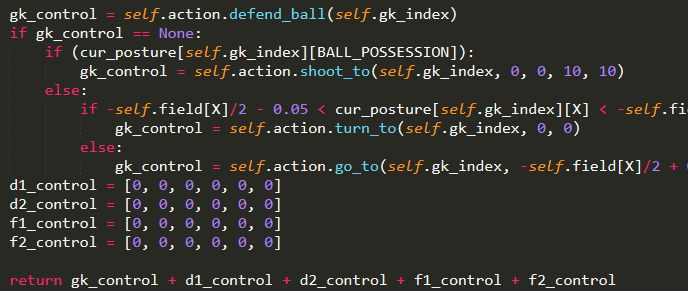 gk_control = self.action.defend_ball(self.gk_index)
if gk_control == None:
    if (cur_posture[self.gk_index][BALL_POSSESSION]):
        gk_control = self.action.shoot_to(self.gk_index, 0, 0, 10, 10)
    else:
        if -self.field[X]/2 - 0.05 < cur_posture[self.gk_index][X] < -self.fi
            gk_control = self.action.turn_to(self.gk_index, 0, 0)
        else:
            gk_control = self.action.go_to(self.gk_index, -self.field[X]/2 +
d1_control = [0, 0, 0, 0, 0, 0]
d2_control = [0, 0, 0, 0, 0, 0]
f1_control = [0, 0, 0, 0, 0, 0]
f2_control = [0, 0, 0, 0, 0, 0]
return gk_control + d1_control + d2_control + f1_control + f2_control